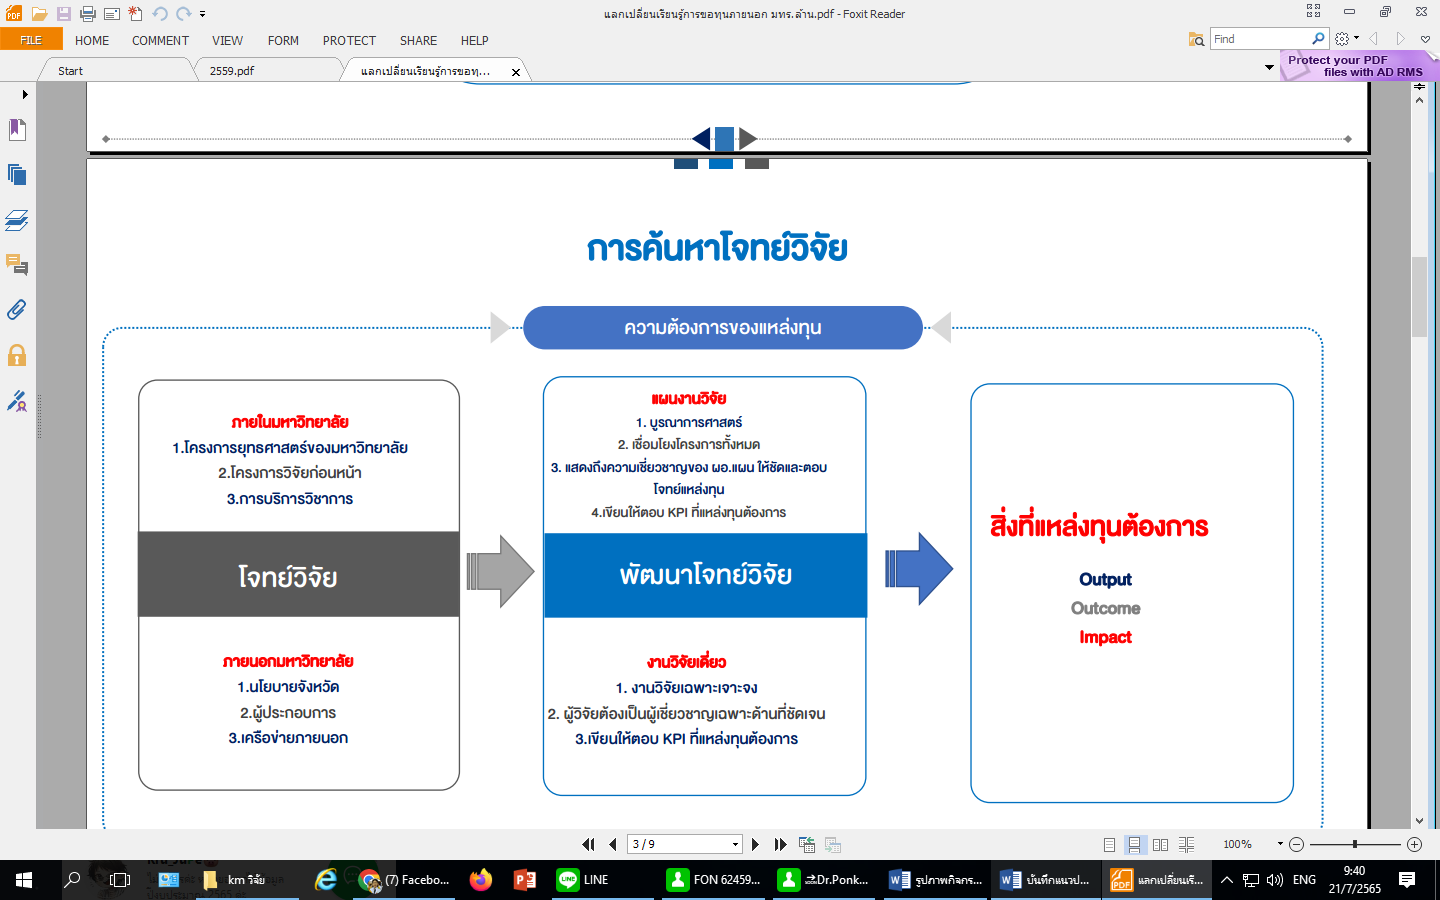 แลกเปลี่ยนเรียนรู้การขอทุนภายนอก มทร.ล้าน.pdf - Foxit Reader
FILE HOME COMMENT VIEW FORM PROTECT SHARE HELP
Find
Start
2559.pdf
แลกเปลี่ยนเรียนรู้การขอทุ...
Protect your PDF
files with AD RMS
การค้นหาโจทย์วิจัย
ความต้องการของแหล่งทุน
ภายในมหาวิทยาลัย
1.โครงการยุทธศาสตร์ของมหาวิทยาลัย
2.โครงการวิจัยก่อนหน้า
3.การบริการวิชาการ
โจทย์วิจัย
ภายนอกมหาวิทยาลัย
1.นโยบายจังหวัด
2.ผู้ประกอบการ
3.เครือข่ายภายนอก
แผนงานวิจัย
1. บูรณาการศาสตร์
2. เชื่อมโยงโครงการทั้งหมด
3. แสดงถึงความเชี่ยวชาญของ ผอ.แผน ให้ชัดและตอบ
โจทย์แหล่งทุน
4.เขียนให้ตอบ KPI ที่แหล่งทุนต้องการ
พัฒนาโจทย์วิจัย
งานวิจัยเดี่ยว
1. งานวิจัยเฉพาะเจาะจง
2. ผู้วิจัยต้องเป็นผู้เชี่ยวชาญเฉพาะด้านที่ชัดเจน
3.เขียนให้ตอบ KPI ที่แหล่งทุนต้องการ
สิ่งที่แหล่งทุนต้องการ
Output
Outcome
Impact
3 / 9
100%
km วิจัย
(7) Facebo...
LINE
FON 62459...
Dr.Ponk...
รูปภาพกิจกร...
บันทึกแนวป...
แลกเปลี่ยนเรี...
ENG
9:40
21/7/2565